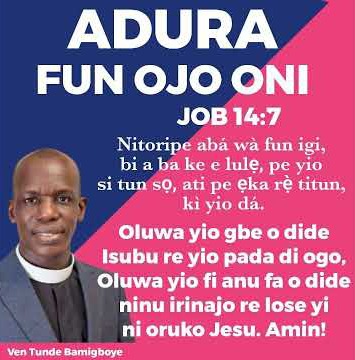 ADURA
FUN OJO ONI
JOB 14:7
Nitoripe abá wà fun igi,
bi a ba ke e lulẹ, pe yio
si tun sọ, ati pe ẹka rẹ̀ titun,
kì yio dá.
Oluwa yio gbe o dide
Isubu re yio pada di ogo,
Oluwa yio fi anu fa o dide
ninu irinajo re lose yi
ni oruko Jesu. Amin!
Ven Tunde Bamigboye